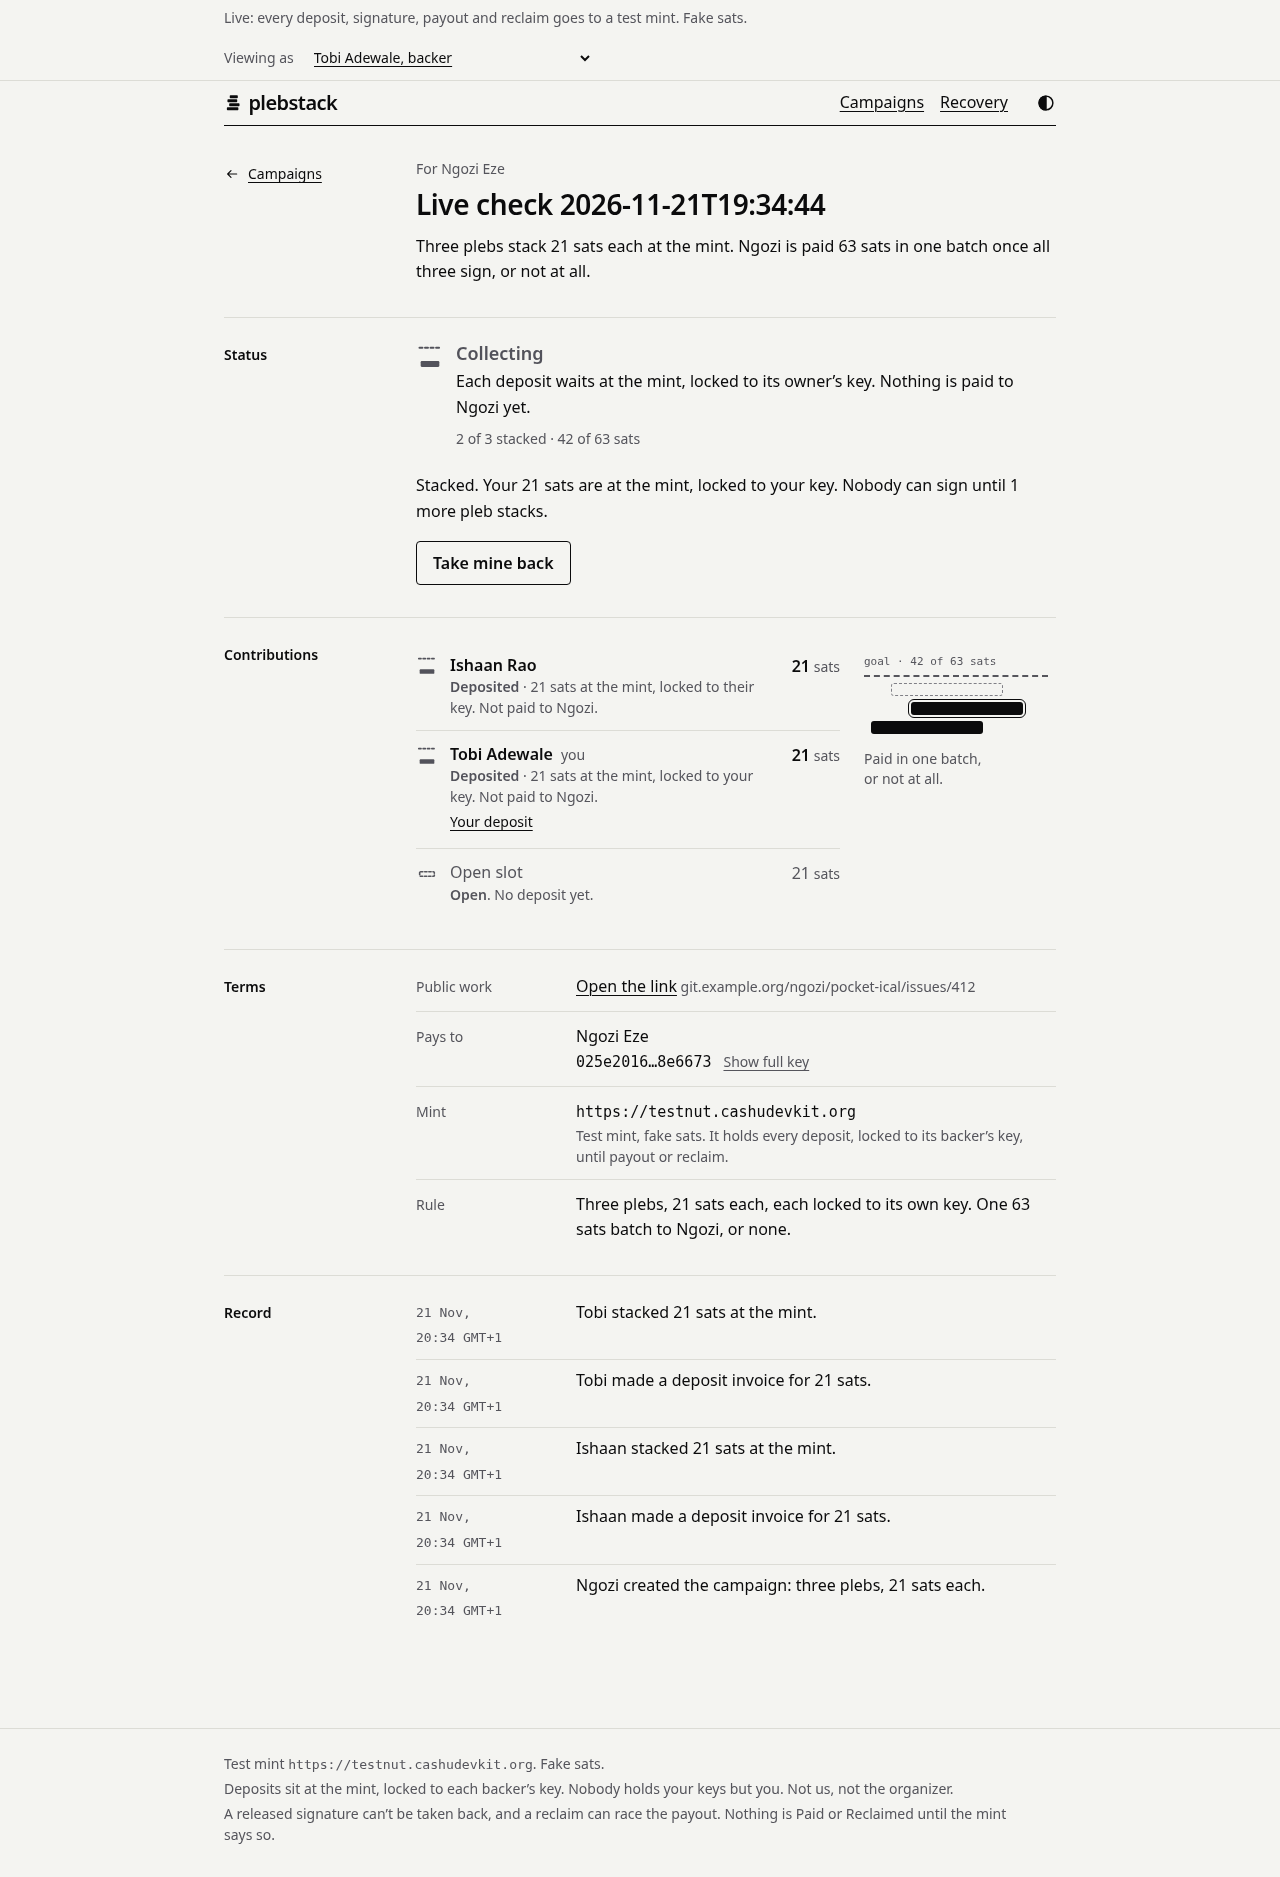 Live: every deposit, signature, payout and reclaim goes to a test mint. Fake sats.
Viewing as Tobi Adewale, backer
plebstack
Campaigns Recovery
← Campaigns
For Ngozi Eze
Live check 2026-11-21T19:34:44
Three plebs stack 21 sats each at the mint. Ngozi is paid 63 sats in one batch once all
three sign, or not at all.
Status
Collecting
Each deposit waits at the mint, locked to its owner’s key. Nothing is paid to
Ngozi yet.
2 of 3 stacked · 42 of 63 sats
Stacked. Your 21 sats are at the mint, locked to your key. Nobody can sign until 1
more pleb stacks.
Take mine back
Contributions
Ishaan Rao 21 sats
Deposited · 21 sats at the mint, locked to their
key. Not paid to Ngozi.
Tobi Adewale you 21 sats
Deposited · 21 sats at the mint, locked to your
key. Not paid to Ngozi.
Your deposit
Open slot 21 sats
Open. No deposit yet.
goal · 42 of 63 sats
Paid in one batch,
or not at all.
Terms
Public work Open the link git.example.org/ngozi/pocket-ical/issues/412
Pays to Ngozi Eze
025e2016…8e6673 Show full key
Mint https://testnut.cashudevkit.org
Test mint, fake sats. It holds every deposit, locked to its backer’s key,
until payout or reclaim.
Rule Three plebs, 21 sats each, each locked to its own key. One 63
sats batch to Ngozi, or none.
Record
21 Nov, Tobi stacked 21 sats at the mint.
20:34 GMT+1
21 Nov, Tobi made a deposit invoice for 21 sats.
20:34 GMT+1
21 Nov, Ishaan stacked 21 sats at the mint.
20:34 GMT+1
21 Nov, Ishaan made a deposit invoice for 21 sats.
20:34 GMT+1
21 Nov, Ngozi created the campaign: three plebs, 21 sats each.
20:34 GMT+1
Test mint https://testnut.cashudevkit.org. Fake sats.
Deposits sit at the mint, locked to each backer’s key. Nobody holds your keys but you. Not us, not the organizer.
A released signature can’t be taken back, and a reclaim can race the payout. Nothing is Paid or Reclaimed until the mint
says so.